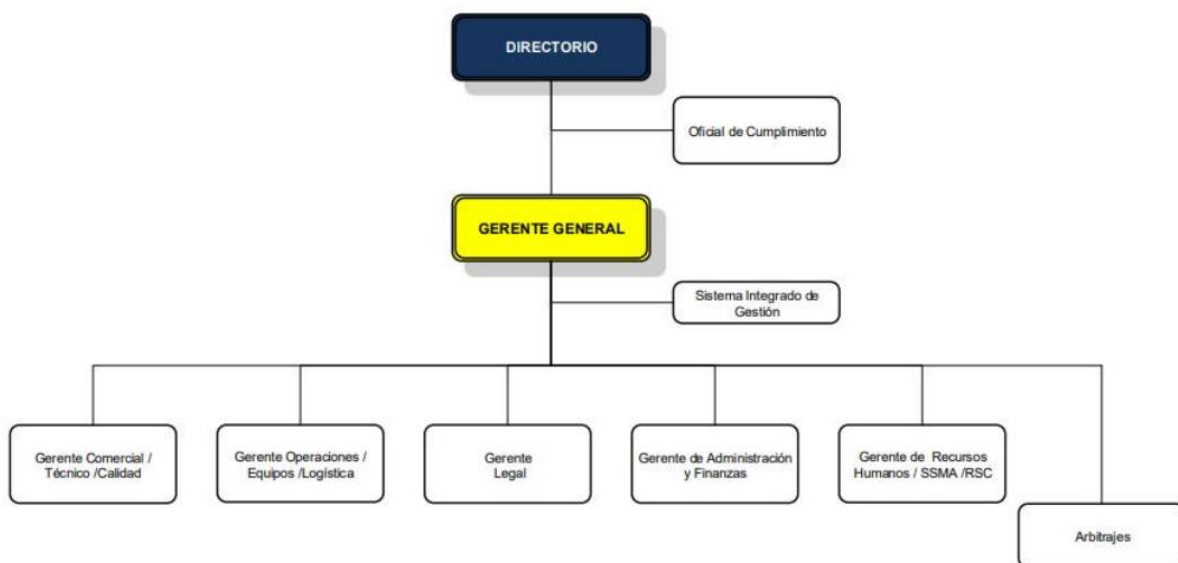 DIRECTORIO
Oficial de Cumplimiento
GERENTE GENERAL
Sistema Integrado de
Gestión
Gerente Comercial /
Técnico /Calidad
Gerente Operaciones /
Equipos /Logística
Gerente
Legal
Gerente de Administración
y Finanzas
Gerente de Recursos
Humanos / SSMA /RSC
Arbitrajes